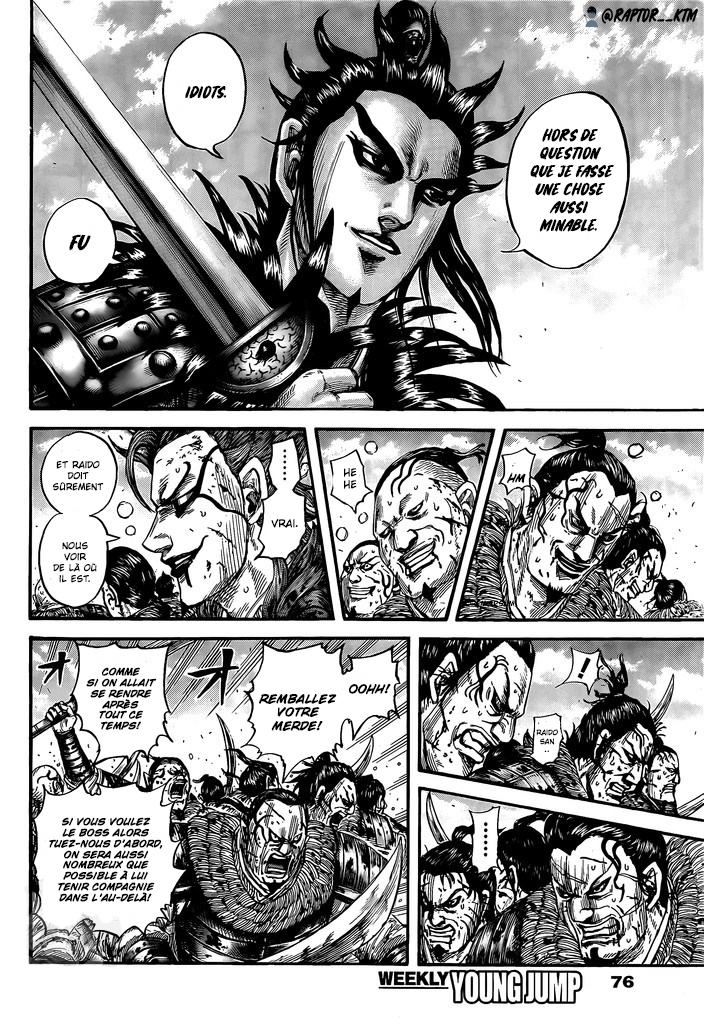 @RAPTOR__KTM
HORS DE
QUESTION
QUE JE FASSE
UNE CHOSE
AUSSI
MINABLE.
IDIOTS.
FU
HM
HE
HE
......
VRAI.
ET RAIDO
DOIT
SÛREMENT
NOUS
VOIR
DE LÀ OÙ
IL EST.
!
RAIDO
SAN
......
オオ
OOHH!
REMBALLEZ
VOTRE
MERDE!
COMME
SI ON ALLAIT
SE RENDRE
APRÈS
TOUT CE
TEMPS!
SI VOUS VOULEZ
LE BOSS ALORS
TUEZ-NOUS D'ABORD,
ON SERA AUSSI
NOMBREUX QUE
POSSIBLE À LUI
TENIR COMPAGNIE
DANS L'AU-DELÀ!
WEEKLY YOUNG JUMP 76